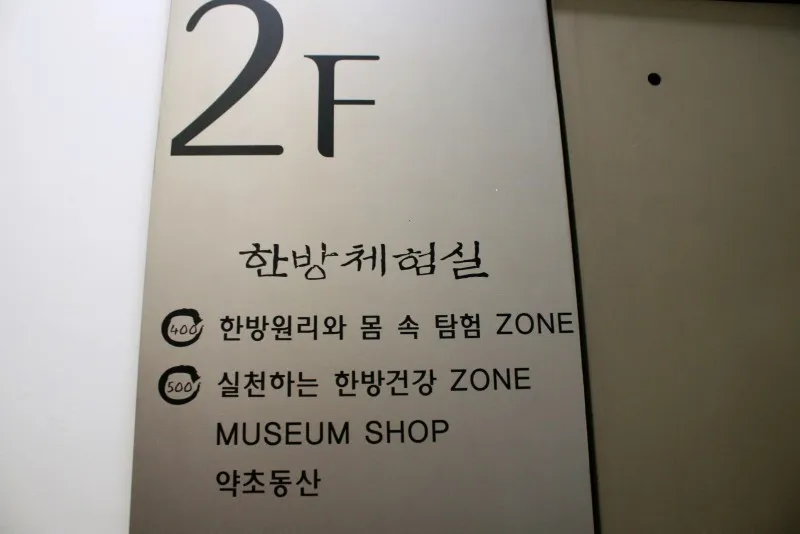 2F
한방체험실
400 한방원리와 몸 속 탐험 ZONE
500 실천하는 한방건강 ZONE
MUSEUM SHOP
약초동산